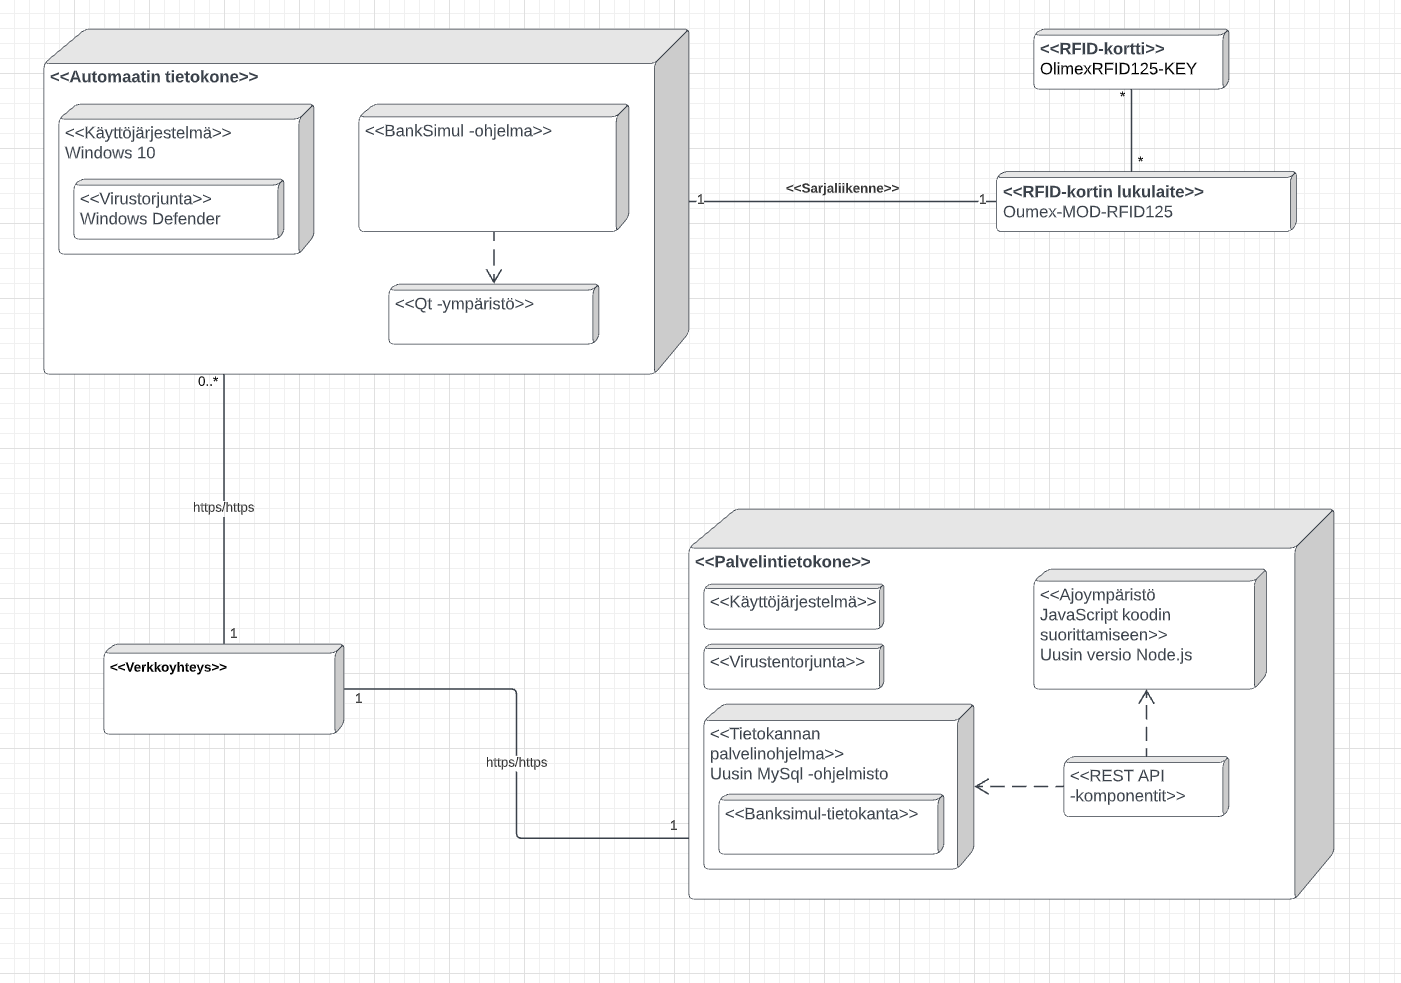 <<Automaatin tietokone>>
<<Käyttöjärjestelmä>>
Windows 10
<<Virustorjunta>>
Windows Defender
<<BankSimul -ohjelma>>
<<Qt -ympäristö>>
1
<<Sarjaliikenne>>
1
<<RFID-kortti>>
OlimexRFID125-KEY
*
*
<<RFID-kortin lukulaite>>
Oumex-MOD-RFID125
0..*
https/https
1
<<Verkkoyhteys>>
1
https/https
1
<<Palvelintietokone>>
<<Käyttöjärjestelmä>>
<<Virustentorjunta>>
<<Tietokannan
palvelinohjelma>>
Uusin MySql -ohjelmisto
<<Banksimul-tietokanta>>
<<Ajoympäristö
JavaScript koodin
suorittamiseen>>
Uusin versio Node.js
<<REST API
-komponentit>>